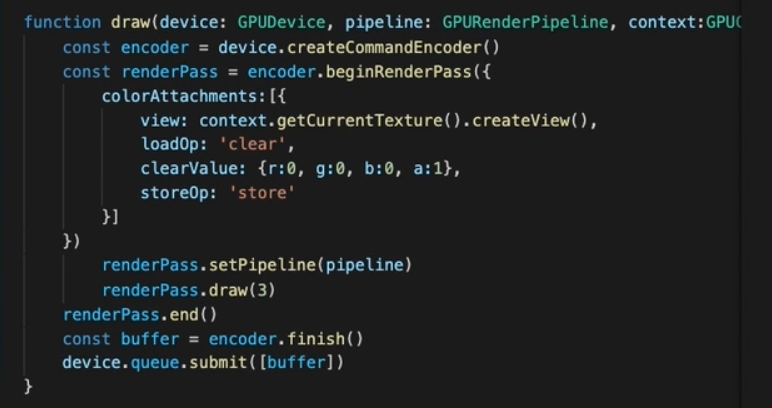 function draw(device: GPUDevice, pipeline: GPURenderPipeline, context:GPUC
    const encoder = device.createCommandEncoder()
    const renderPass = encoder.beginRenderPass({
        colorAttachments:[{
            view: context.getCurrentTexture().createView(),
            loadOp: 'clear',
            clearValue: {r:0, g:0, b:0, a:1},
            storeOp: 'store'
        }]
    })
        renderPass.setPipeline(pipeline)
        renderPass.draw(3)
    renderPass.end()
    const buffer = encoder.finish()
    device.queue.submit([buffer])
}